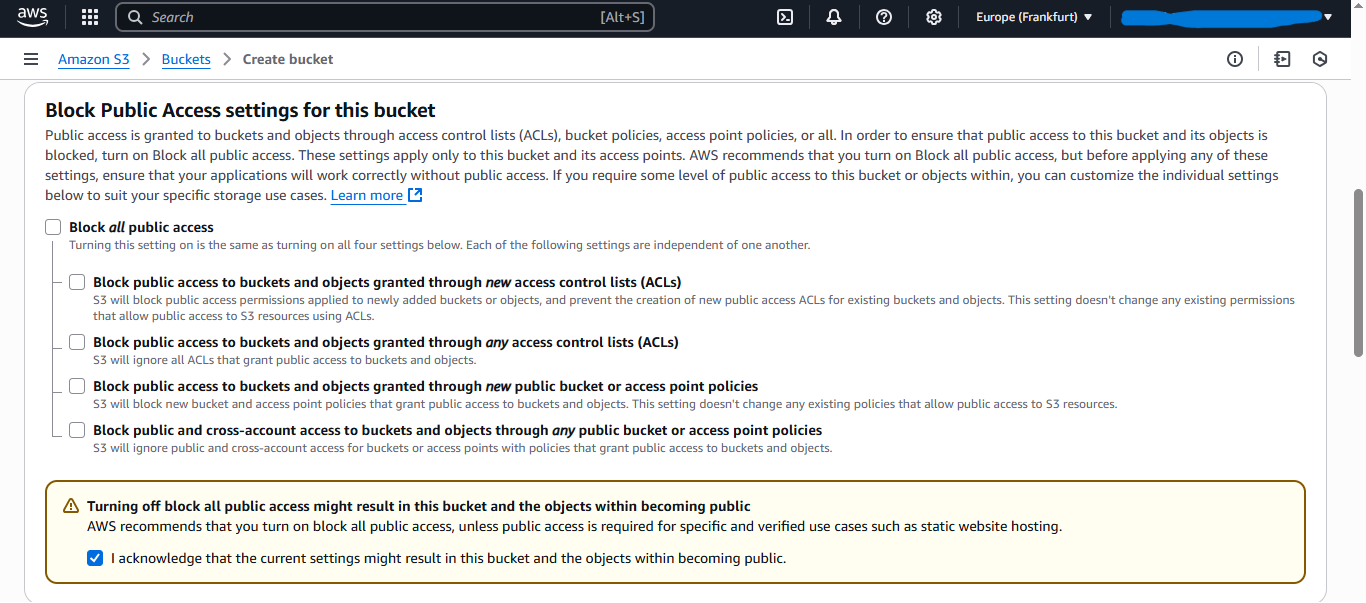 aws
Search [Alt+S] Europe (Frankfurt)
Amazon S3 Buckets Create bucket
Block Public Access settings for this bucket
Public access is granted to buckets and objects through access control lists (ACLs), bucket policies, access point policies, or all. In order to ensure that public access to this bucket and its objects is
blocked, turn on Block all public access. These settings apply only to this bucket and its access points. AWS recommends that you turn on Block all public access, but before applying any of these
settings, ensure that your applications will work correctly without public access. If you require some level of public access to this bucket or objects within, you can customize the individual settings
below to suit your specific storage use cases. Learn more
Block all public access
Turning this setting on is the same as turning on all four settings below. Each of the following settings are independent of one another.
Block public access to buckets and objects granted through new access control lists (ACLs)
S3 will block public access permissions applied to newly added buckets or objects, and prevent the creation of new public access ACLs for existing buckets and objects. This setting doesn't change any existing permissions
that allow public access to S3 resources using ACLs.
Block public access to buckets and objects granted through any access control lists (ACLs)
S3 will ignore all ACLs that grant public access to buckets and objects.
Block public access to buckets and objects granted through new public bucket or access point policies
S3 will block new bucket and access point policies that grant public access to buckets and objects. This setting doesn't change any existing policies that allow public access to S3 resources.
Block public and cross-account access to buckets and objects through any public bucket or access point policies
S3 will ignore public and cross-account access for buckets or access points with policies that grant public access to buckets and objects.
Turning off block all public access might result in this bucket and the objects within becoming public
AWS recommends that you turn on block all public access, unless public access is required for specific and verified use cases such as static website hosting.
I acknowledge that the current settings might result in this bucket and the objects within becoming public.